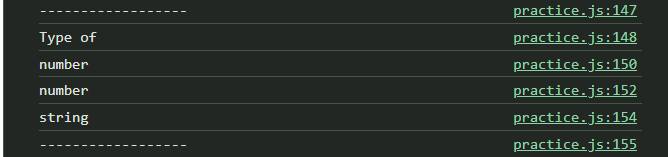 ------------------ practice.js:147
Type of practice.js:148
number practice.js:150
number practice.js:152
string practice.js:154
------------------ practice.js:155